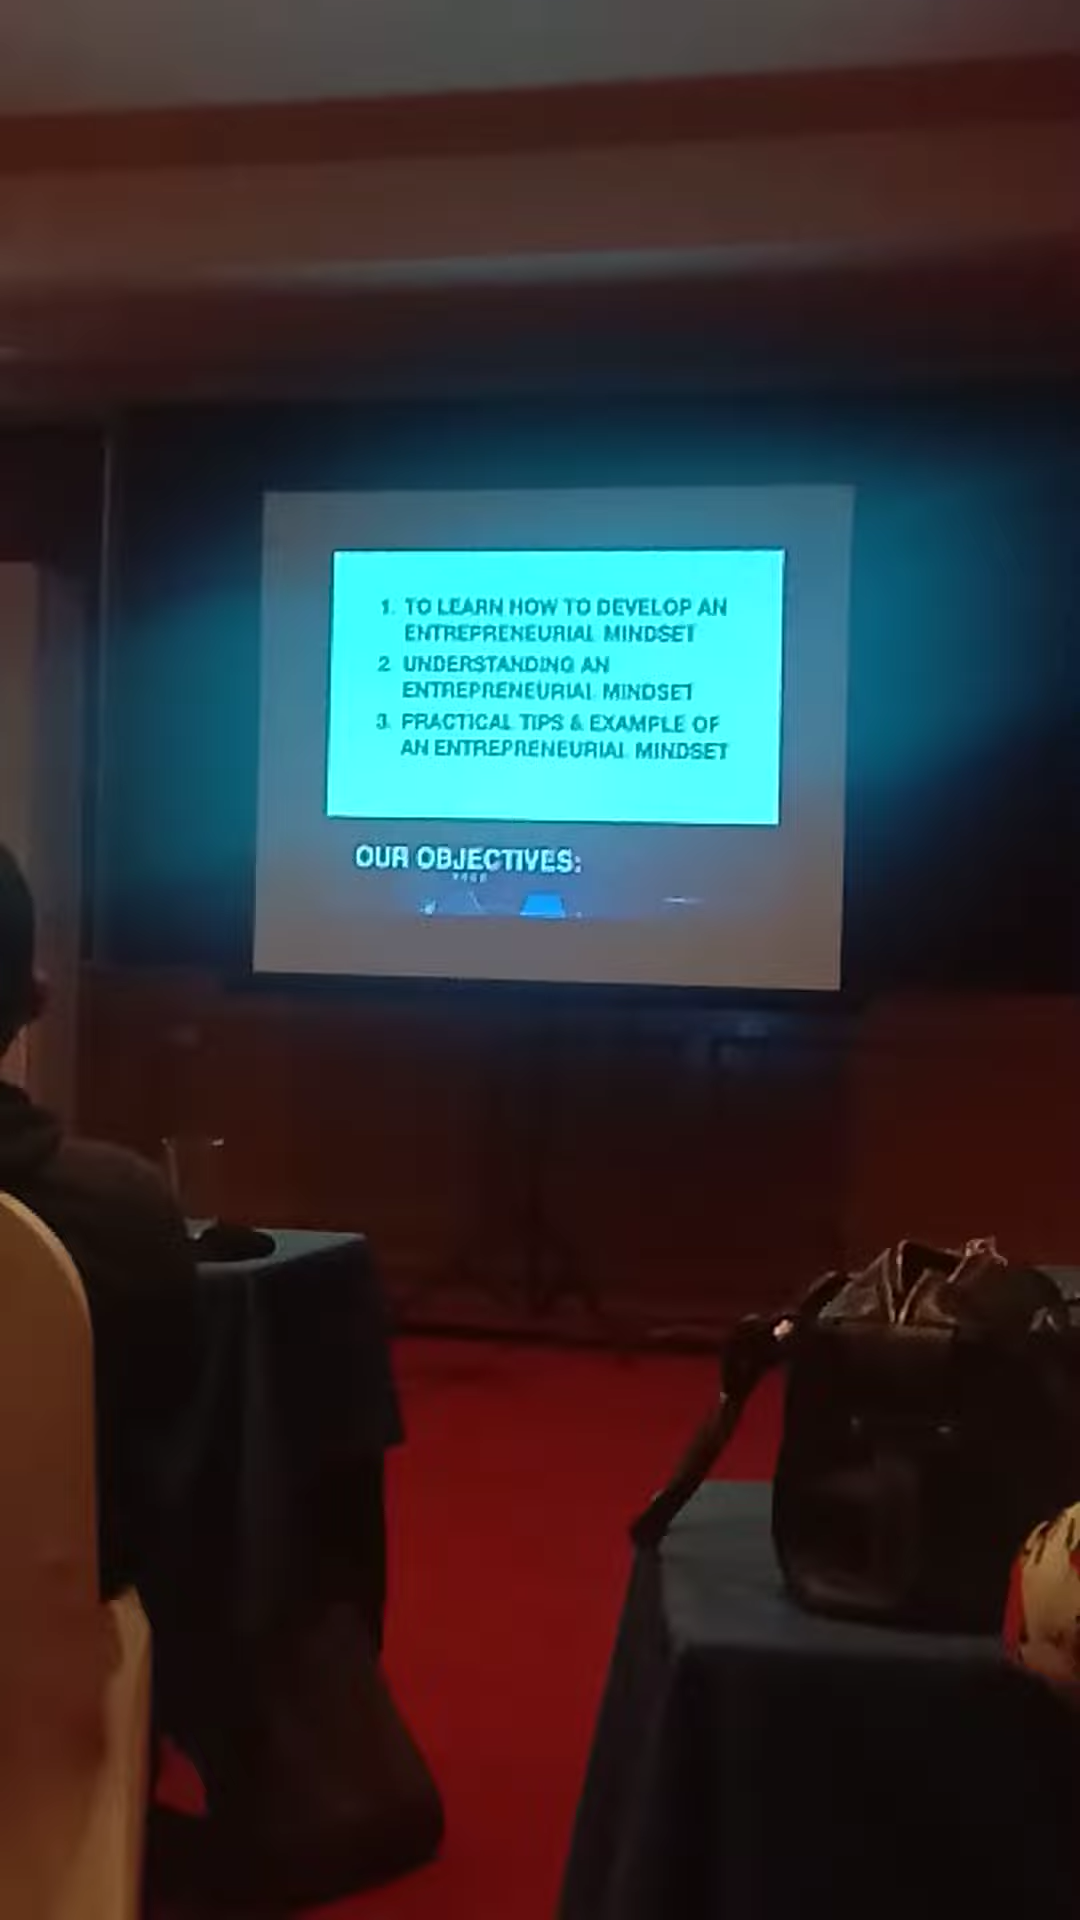 1. TO LEARN HOW TO DEVELOP AN
ENTREPRENEURIAL MINDSET
2. UNDERSTANDING AN
ENTREPRENEURIAL MINDSET
3. PRACTICAL TIPS & EXAMPLE OF
AN ENTREPRENEURIAL MINDSET
OUR OBJECTIVES: